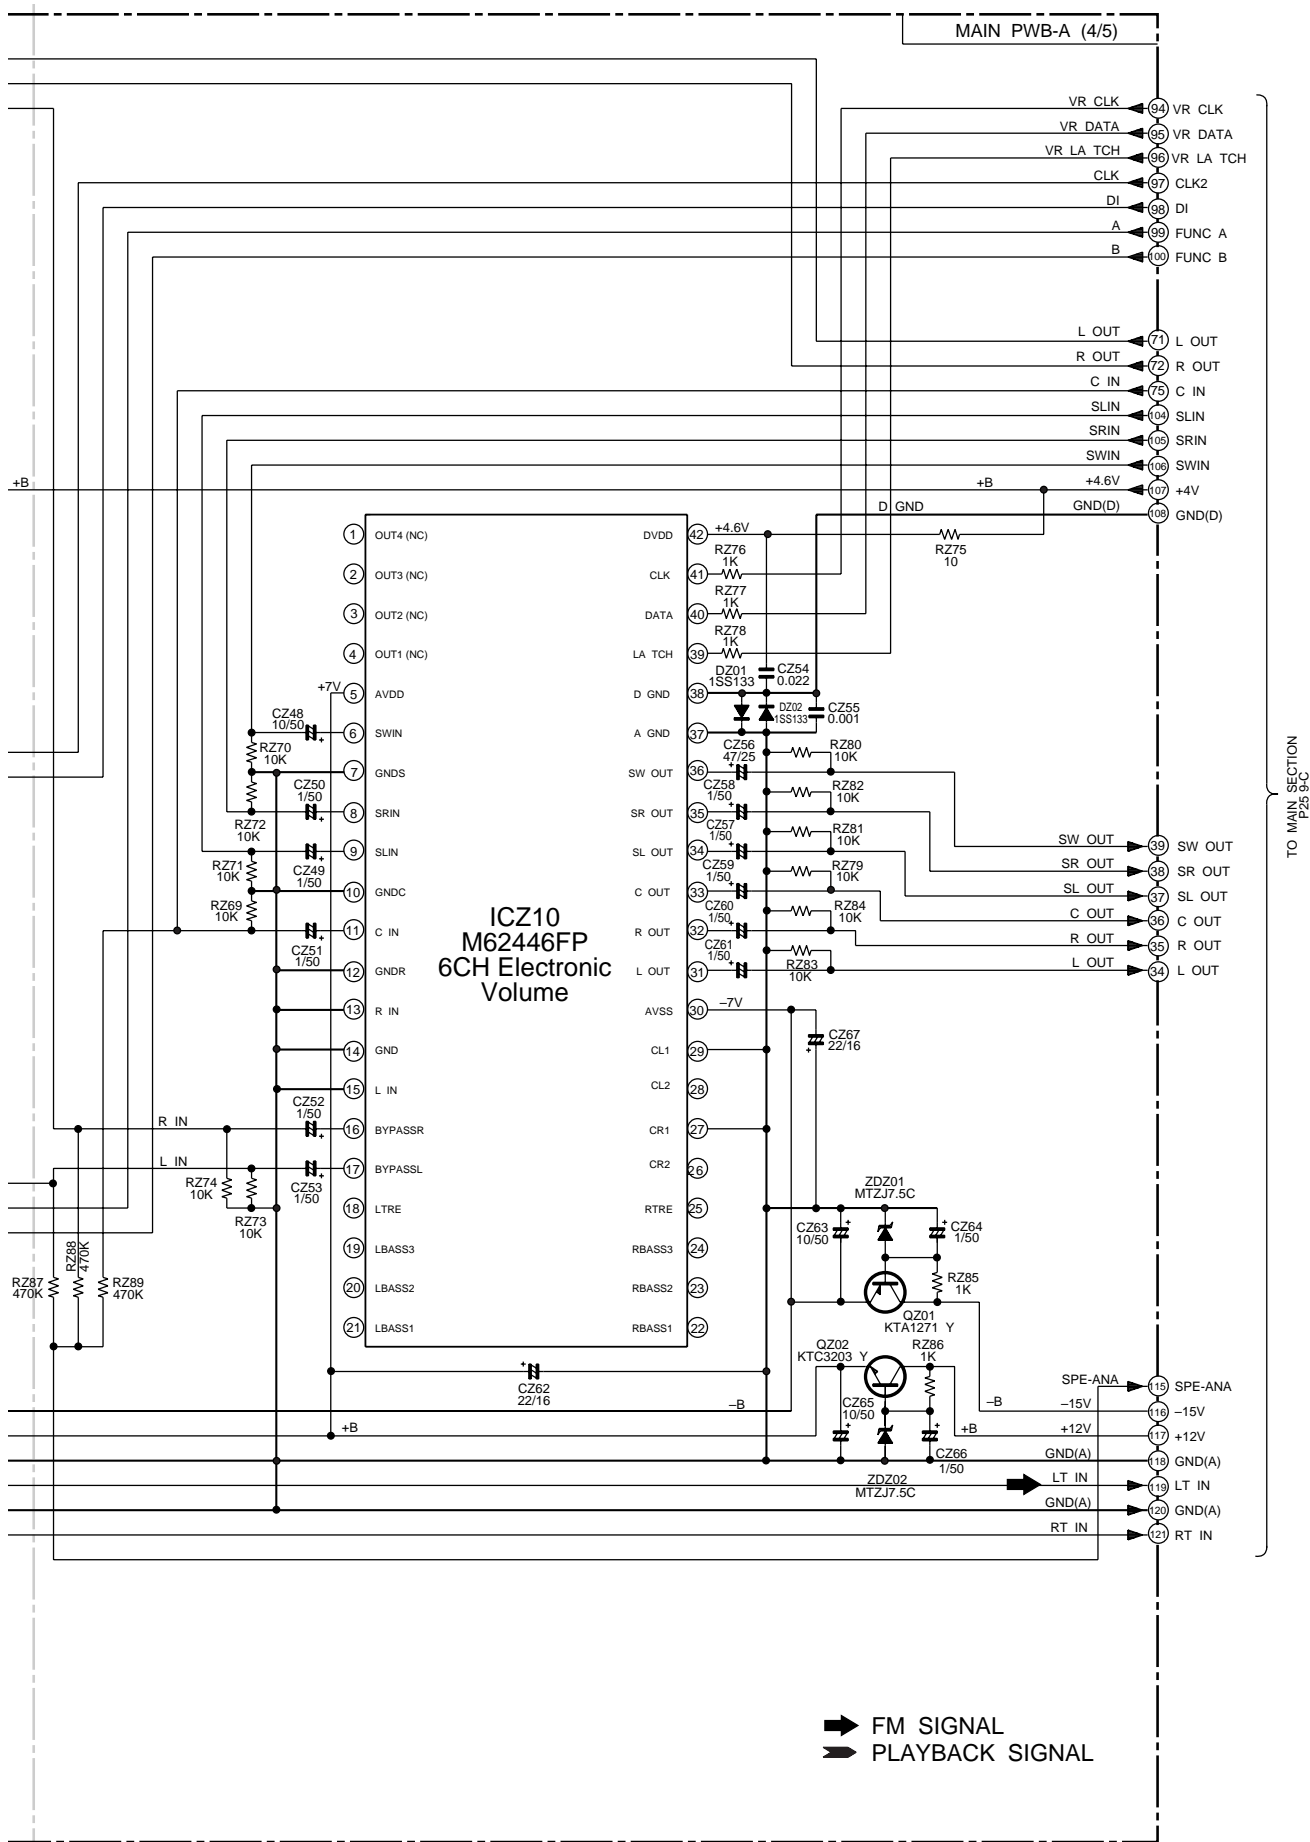 MAIN PWB-A (4/5)
VR CLK
94 VR CLK
VR DATA
95 VR DATA
VR LA TCH
96 VR LA TCH
CLK
97 CLK2
DI
98 DI
A
99 FUNC A
B
100 FUNC B
L OUT
71 L OUT
R OUT
72 R OUT
C IN
75 C IN
SLIN
104 SLIN
SRIN
105 SRIN
SWIN
106 SWIN
+B
+B
+4.6V
107 +4V
D GND
GND(D)
108 GND(D)
TO MAIN SECTION
P25 9-C
1 OUT4 (NC)
2 OUT3 (NC)
3 OUT2 (NC)
4 OUT1 (NC)
+7V
5 AVDD
6 SWIN
7 GNDS
8 SRIN
9 SLIN
10 GNDC
11 C IN
12 GNDR
13 R IN
14 GND
15 L IN
16 BYPASSR
17 BYPASSL
18 LTRE
19 LBASS3
20 LBASS2
21 LBASS1
ICZ10
M62446FP
6CH Electronic
Volume
DVDD 42 +4.6V
CLK 41
DATA 40
LA TCH 39
D GND 38
A GND 37
SW OUT 36
SR OUT 35
SL OUT 34
C OUT 33
R OUT 32
L OUT 31
AVSS 30 –7V
CL1 29
CL2 28
CR1 27
CR2 26
RTRE 25
RBASS3 24
RBASS2 23
RBASS1 22
CZ48
10/50
RZ70
10K
CZ50
1/50
RZ72
10K
RZ71
10K
CZ49
1/50
RZ69
10K
CZ51
1/50
CZ52
1/50
R IN
L IN
RZ74
10K
CZ53
1/50
RZ73
10K
RZ87
470K
RZ88
470K
RZ89
470K
RZ75
10
RZ76
1K
RZ77
1K
RZ78
1K
DZ01
1SS133
CZ54
0.022
DZ02
1SS133
CZ55
0.001
CZ56
47/25
RZ80
10K
CZ58
1/50
RZ82
10K
CZ57
1/50
RZ81
10K
CZ59
1/50
RZ79
10K
CZ60
1/50
RZ84
10K
CZ61
1/50
RZ83
10K
SW OUT
39 SW OUT
SR OUT
38 SR OUT
SL OUT
37 SL OUT
C OUT
36 C OUT
R OUT
35 R OUT
L OUT
34 L OUT
CZ67
22/16
ZDZ01
MTZJ7.5C
CZ63
10/50
CZ64
1/50
RZ85
1K
QZ01
KTA1271 Y
QZ02
KTC3203 Y
RZ86
1K
CZ62
22/16
CZ65
10/50
CZ66
1/50
ZDZ02
MTZJ7.5C
SPE-ANA
115 SPE-ANA
–B
–B
–15V
116 –15V
+B
+B
+12V
117 +12V
GND(A)
118 GND(A)
LT IN
119 LT IN
GND(A)
120 GND(A)
RT IN
121 RT IN
FM SIGNAL
PLAYBACK SIGNAL